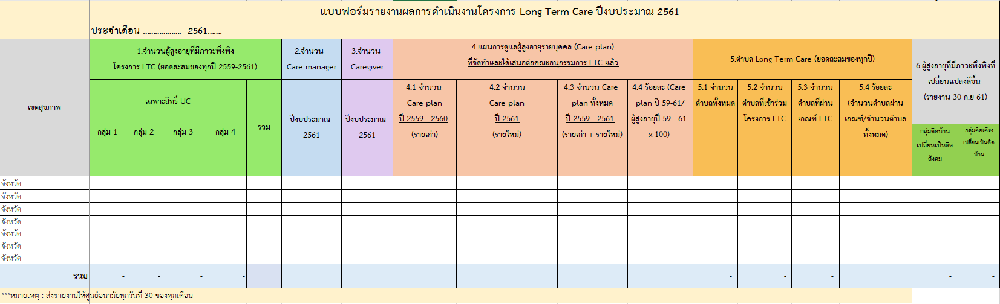 แบบฟอร์มรายงานผลการดำเนินงานโครงการ Long Term Care ปีงบประมาณ 2561
ประจำเดือน ................... 2561.......
เขตสุขภาพ
1.จำนวนผู้สูงอายุที่มีภาวะพึ่งพิง
โครงการ LTC (ยอดสะสมของทุกปี 2559-2561)
เฉพาะสิทธิ์ UC
กลุ่ม 1
กลุ่ม 2
กลุ่ม 3
กลุ่ม 4
รวม
2.จำนวน
Care manager
ปีงบประมาณ
2561
3.จำนวน
Caregiver
ปีงบประมาณ
2561
4.แผนการดูแลผู้สูงอายุรายบุคคล (Care plan)
ที่จัดทำและได้เสนอต่อคณะอนุกรรมการ LTC แล้ว
4.1 จำนวน
Care plan
ปี 2559 - 2560
(รายเก่า)
4.2 จำนวน
Care plan
ปี 2561
(รายใหม่)
4.3 จำนวน Care
plan ทั้งหมด
ปี 2559 - 2561
(รายเก่า + รายใหม่)
4.4 ร้อยละ (Care
plan ปี 59-61/
ผู้สูงอายุปี 59 - 61
x 100)
5.ตำบล Long Term Care (ยอดสะสมของทุกปี)
5.1 จำนวน
ตำบลทั้งหมด
5.2 จำนวน
ตำบลที่เข้าร่วม
โครงการ LTC
5.3 จำนวน
ตำบลที่ผ่าน
เกณฑ์ LTC
5.4 ร้อยละ
(จำนวนตำบลผ่าน
เกณฑ์/จำนวนตำบล
ทั้งหมด)
6.ผู้สูงอายุที่มีภาวะพึ่งพิงที่
เปลี่ยนแปลงดีขึ้น
(รายงาน 30 ก.ย 61)
กลุ่มติดบ้าน
เปลี่ยนเป็นติด
สังคม
กลุ่มติดเตียง
เปลี่ยนเป็นติด
บ้าน
จังหวัด
จังหวัด
จังหวัด
จังหวัด
จังหวัด
จังหวัด
จังหวัด
รวม - - - - - - - - -
***หมายเหตุ : ส่งรายงานให้ศูนย์อนามัยทุกวันที่ 30 ของทุกเดือน